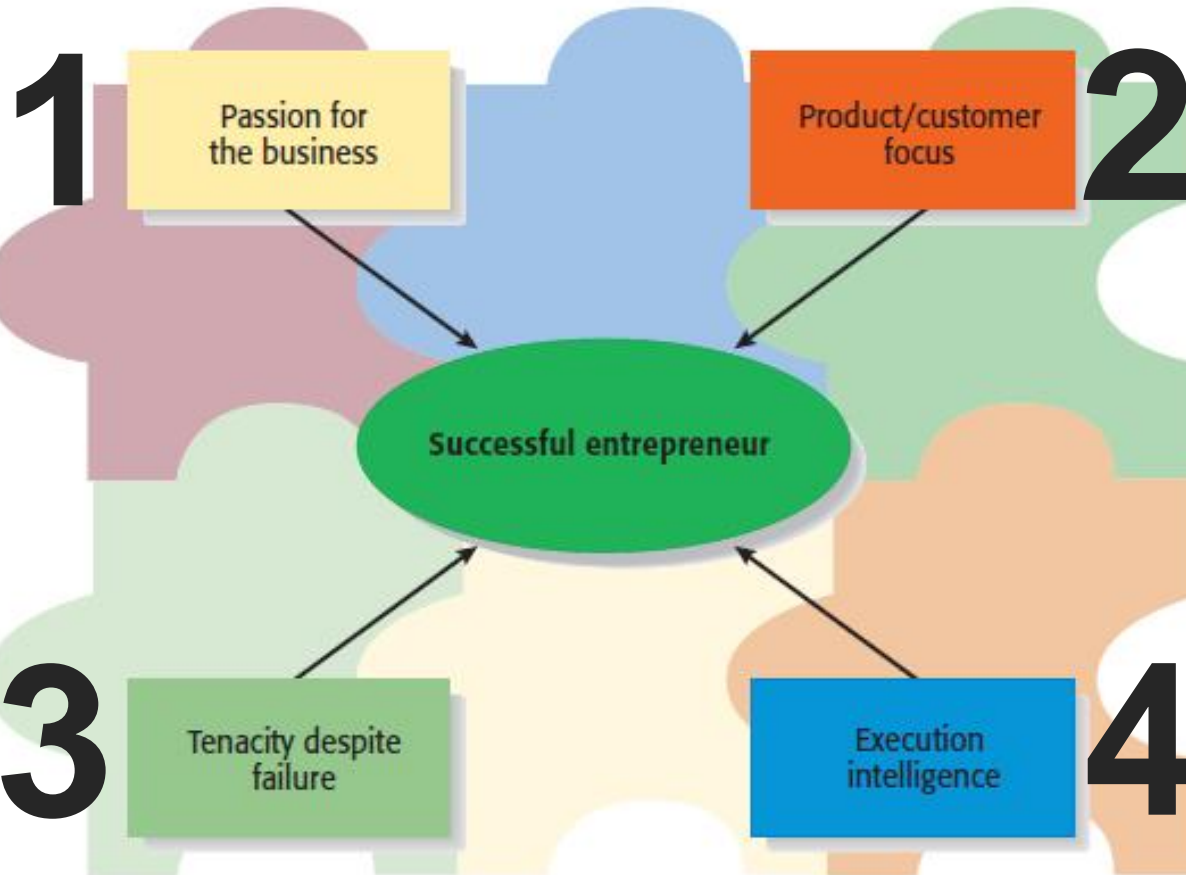 1
Passion for
the business
Product/customer
focus
2
Successful entrepreneur
3
Tenacity despite
failure
Execution
intelligence
4